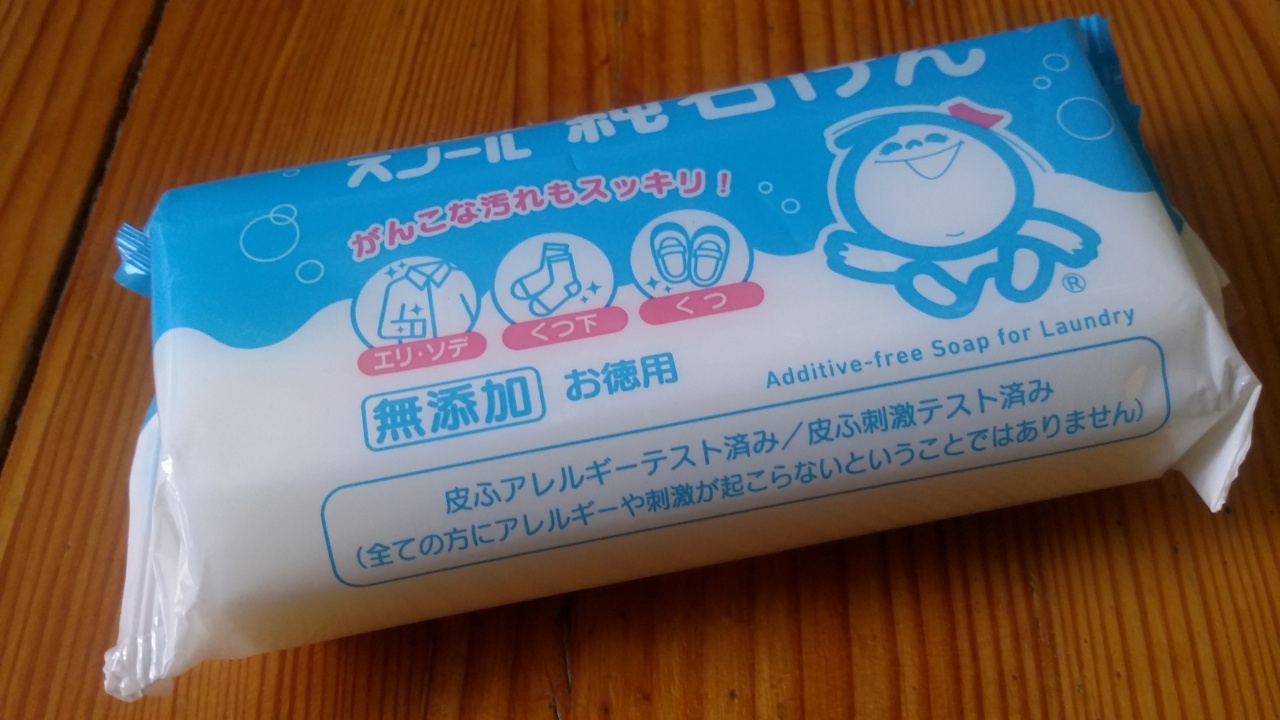 スノール 純石けん
がんこな汚れもスッキリ！
エリ・ソデ
くつ下
くつ
無添加 お徳用
Additive-free Soap for Laundry
®
皮ふアレルギーテスト済み／皮ふ刺激テスト済み
(全ての方にアレルギーや刺激が起こらないということではありません)